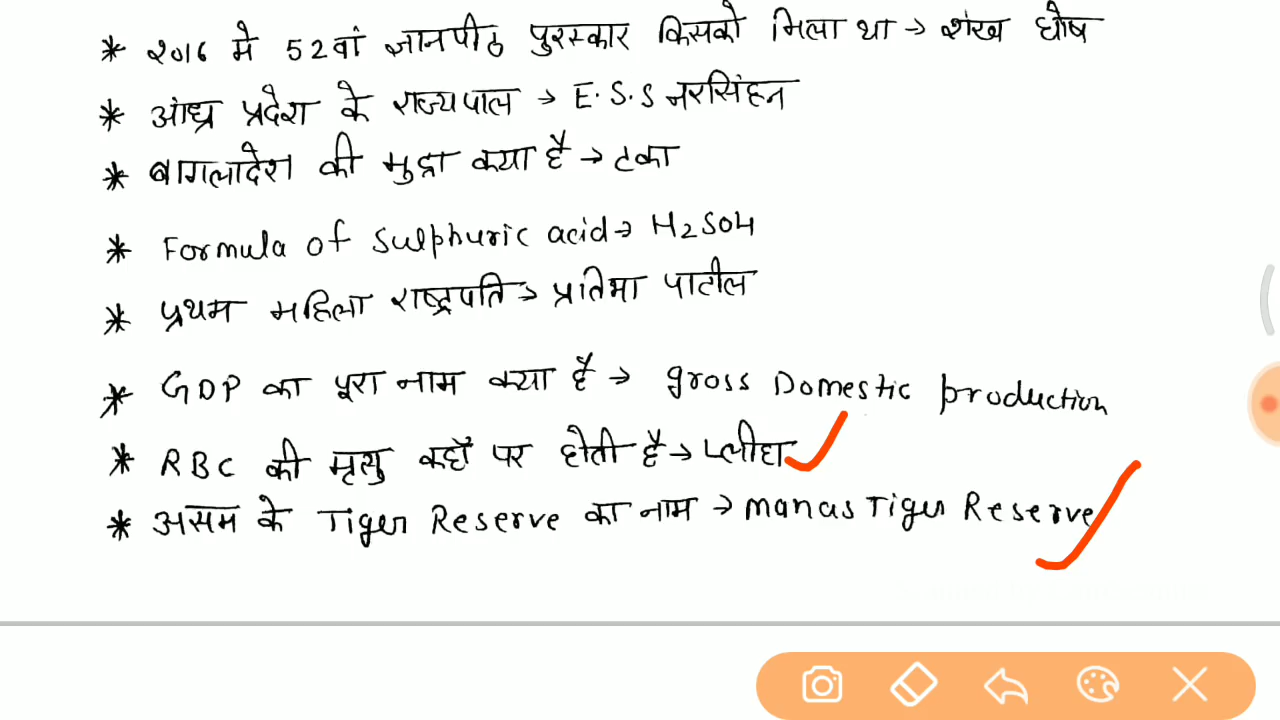 * 2016 मे 52वां ज्ञानपीठ पुरस्कार किसको मिला था → शंख घोष
* आंध्र प्रदेश के राज्यपाल → E.S.S नरसिंहन
* बागलादेश की मुद्रा क्या है → टका
* Formula of Sulphuric acid → H2SO4
* प्रथम महिला राष्ट्रपति → प्रतिमा पाटील
* GDP का पूरा नाम क्या है → gross Domestic production
* RBC की मृत्यु कहाँ पर होती है → प्लीहा
* असम के Tiger Reserve का नाम → manas Tiger Reserve